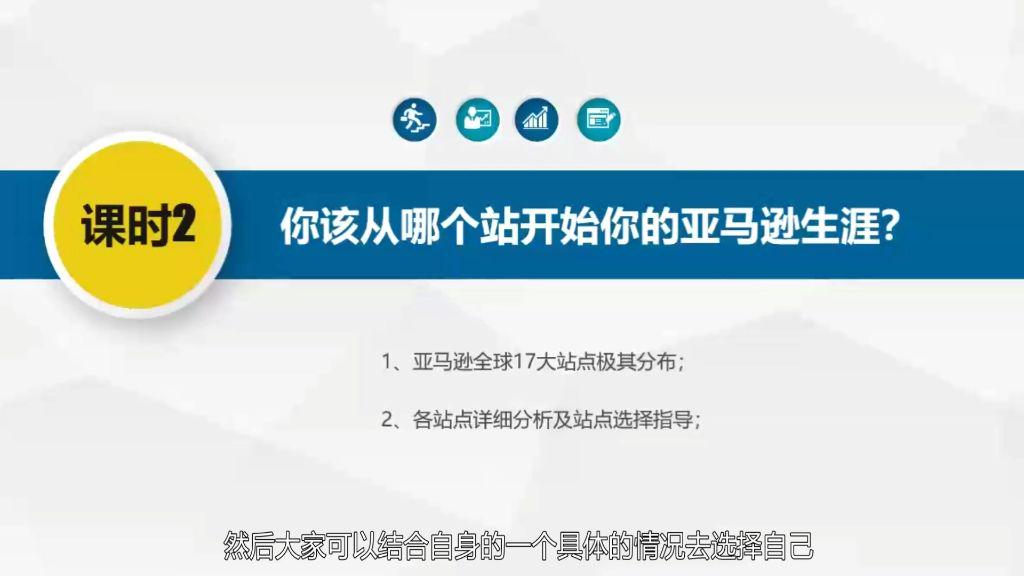 课时2
你该从哪个站开始你的亚马逊生涯？
1、亚马逊全球17大站点极其分布；
2、各站点详细分析及站点选择指导；
然后大家可以结合自身的一个具体的情况去选择自己